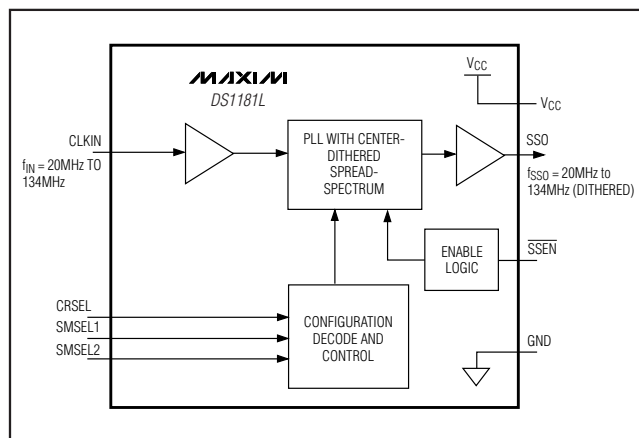 MAXIM
DS1181L
VCC
VCC
CLKIN
fIN = 20MHz TO
134MHz
PLL WITH CENTER-
DITHERED
SPREAD-
SPECTRUM
SSO
fSSO = 20MHz to
134MHz (DITHERED)
ENABLE
LOGIC
SSEN
CRSEL
SMSEL1
SMSEL2
CONFIGURATION
DECODE AND
CONTROL
GND